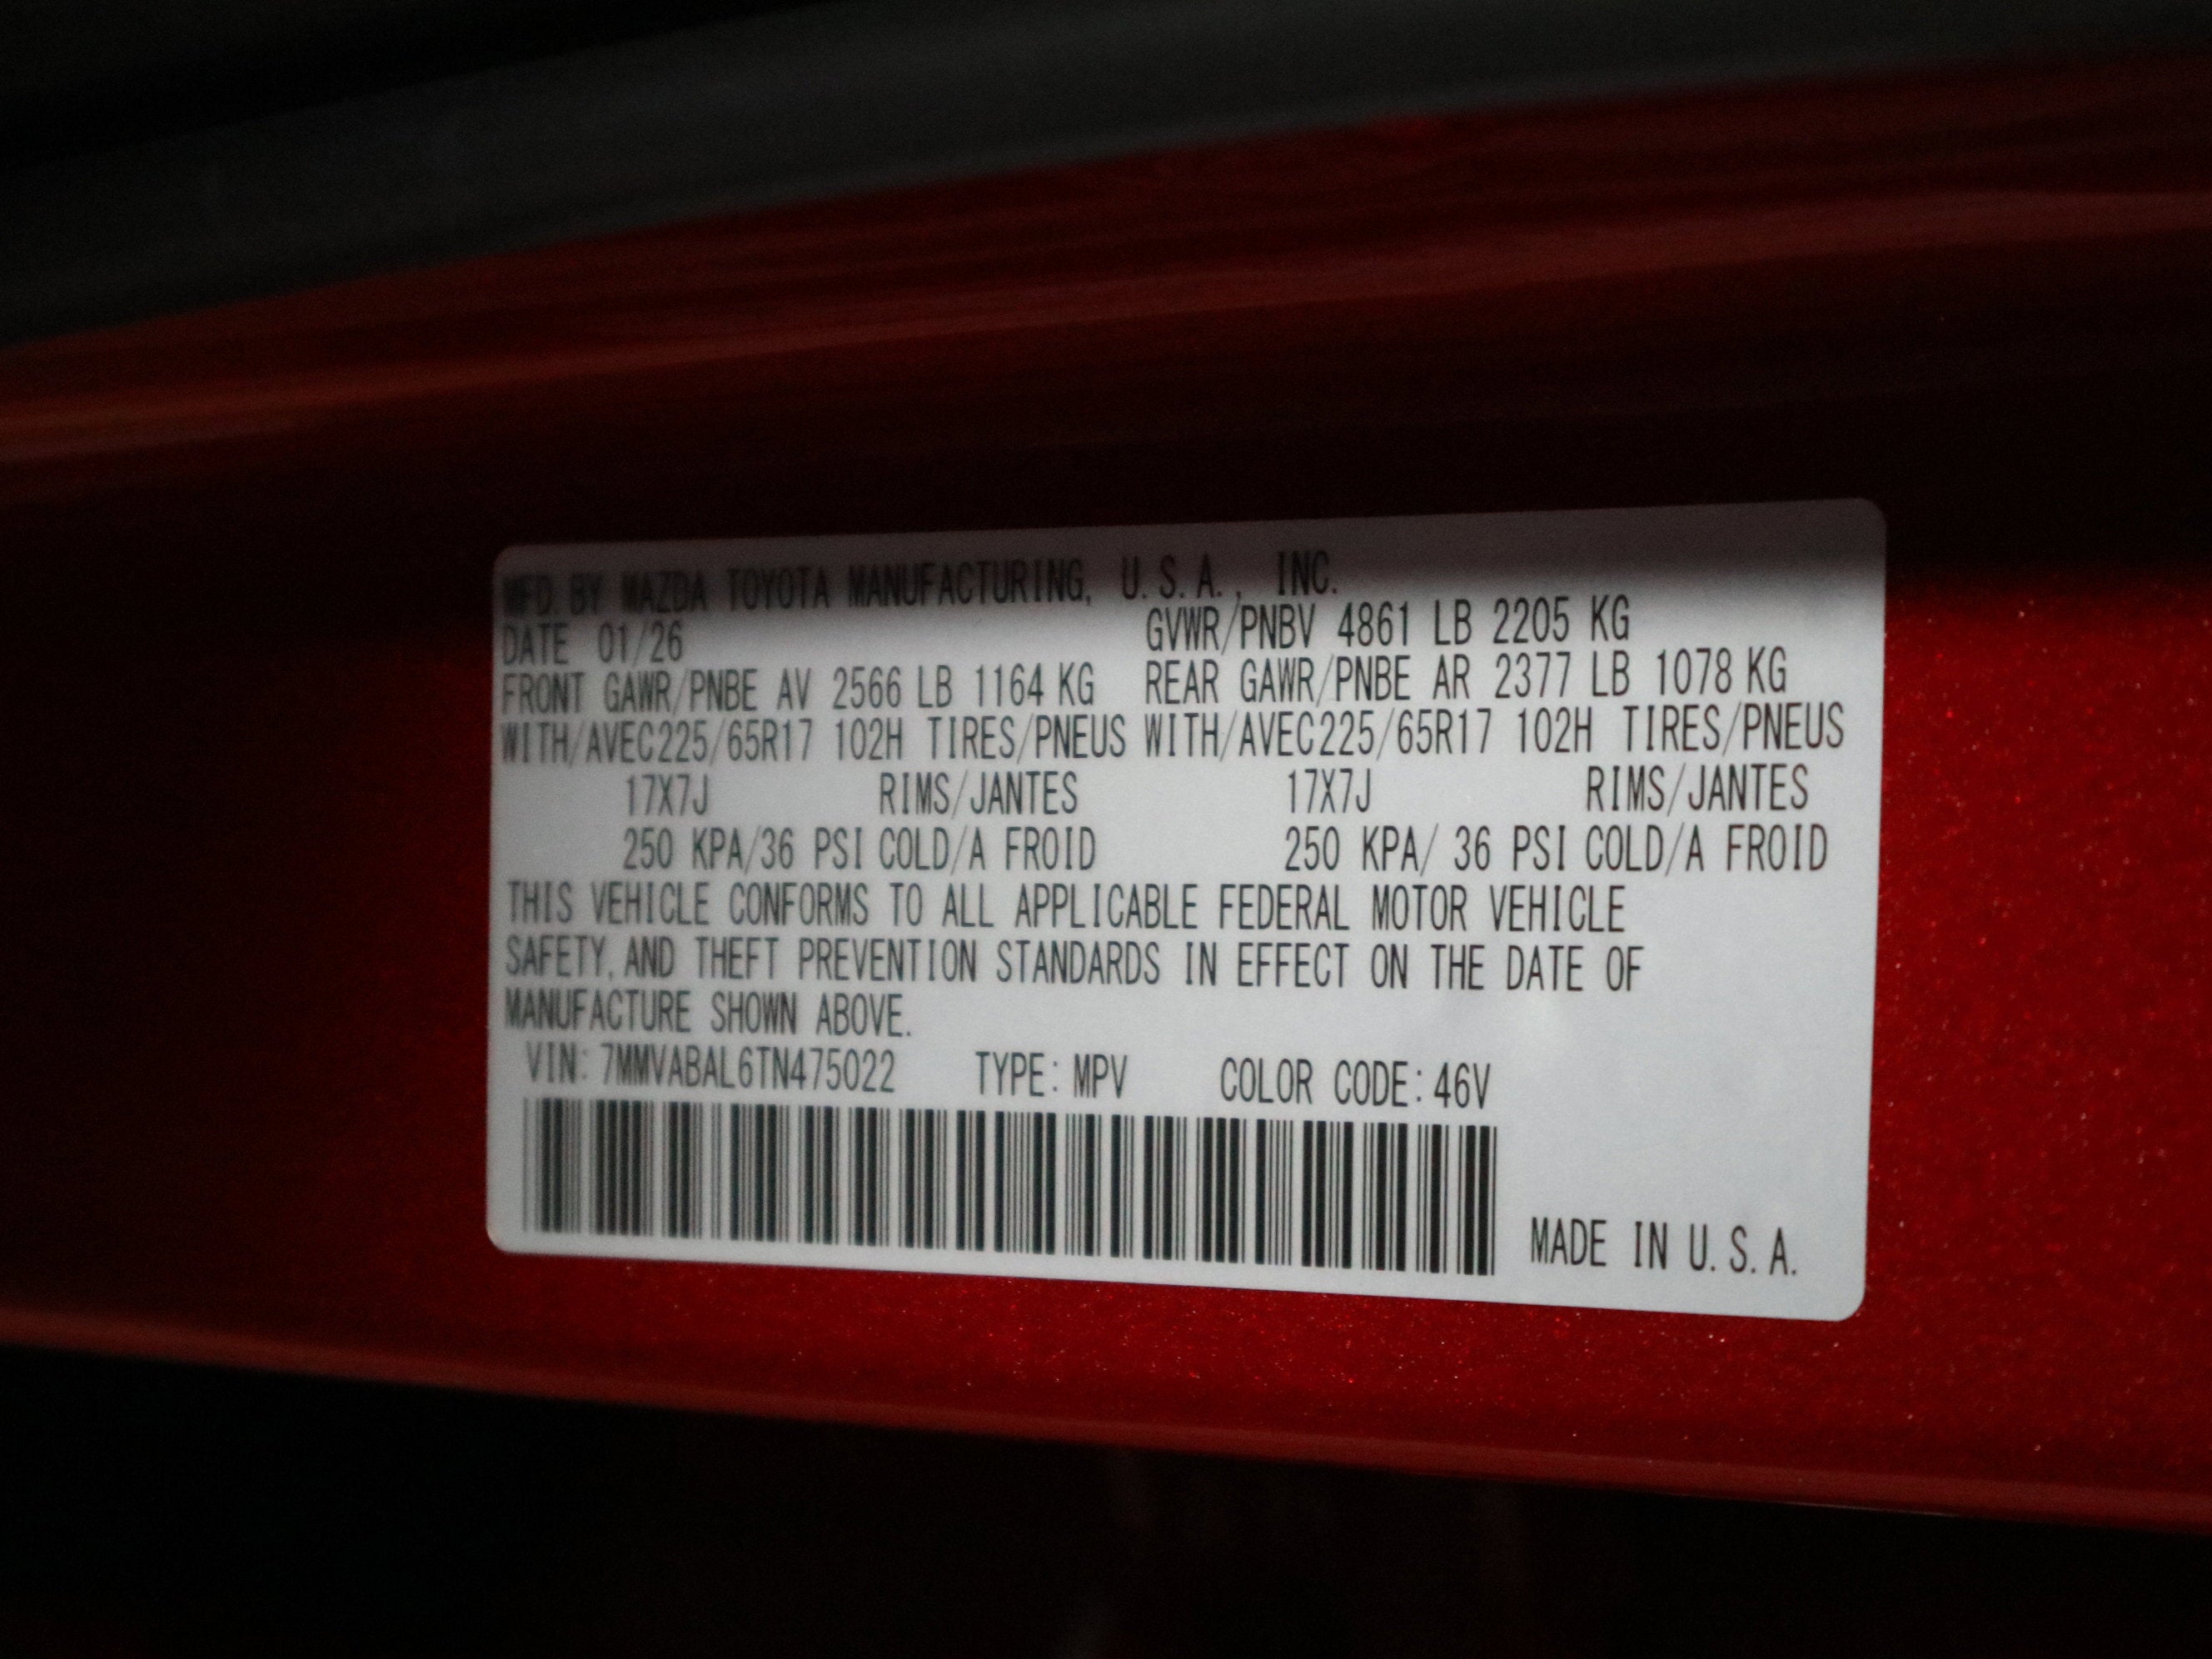 MFD. BY MAZDA TOYOTA MANUFACTURING, U.S.A., INC.
DATE 01/26 GVWR/PNBV 4861 LB 2205 KG
FRONT GAWR/PNBE AV 2566 LB 1164 KG REAR GAWR/PNBE AR 2377 LB 1078 KG
WITH/AVEC225/65R17 102H TIRES/PNEUS WITH/AVEC225/65R17 102H TIRES/PNEUS
17X7J RIMS/JANTES 17X7J RIMS/JANTES
250 KPA/36 PSI COLD/A FROID 250 KPA/ 36 PSI COLD/A FROID
THIS VEHICLE CONFORMS TO ALL APPLICABLE FEDERAL MOTOR VEHICLE
SAFETY, AND THEFT PREVENTION STANDARDS IN EFFECT ON THE DATE OF
MANUFACTURE SHOWN ABOVE.
VIN: 7MMVABAL6TN475022 TYPE: MPV COLOR CODE: 46V
MADE IN U.S.A.